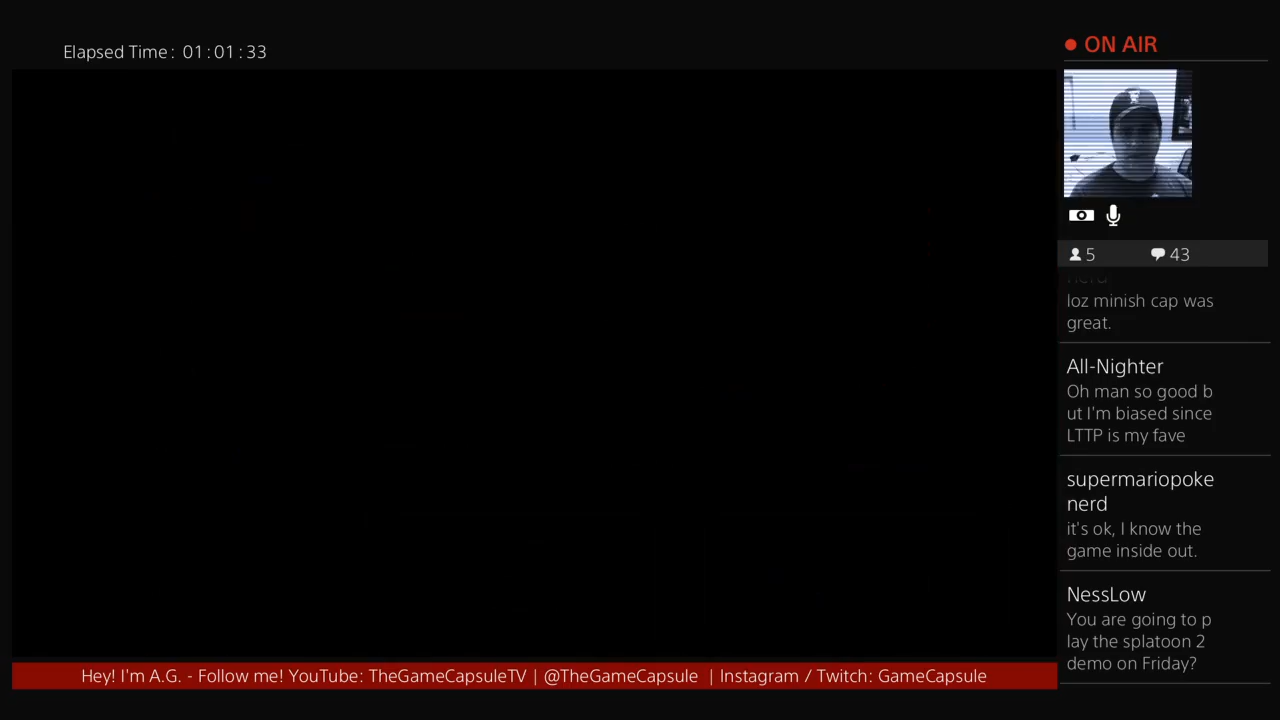 Elapsed Time: 01:01:33
ON AIR
5 43
nerd
loz minish cap was
great.
All-Nighter
Oh man so good b
ut I'm biased since
LTTP is my fave
supermariopoke
nerd
it's ok, I know the
game inside out.
NessLow
You are going to p
lay the splatoon 2
demo on Friday?
Hey! I'm A.G. - Follow me! YouTube: TheGameCapsuleTV | @TheGameCapsule | Instagram / Twitch: GameCapsule